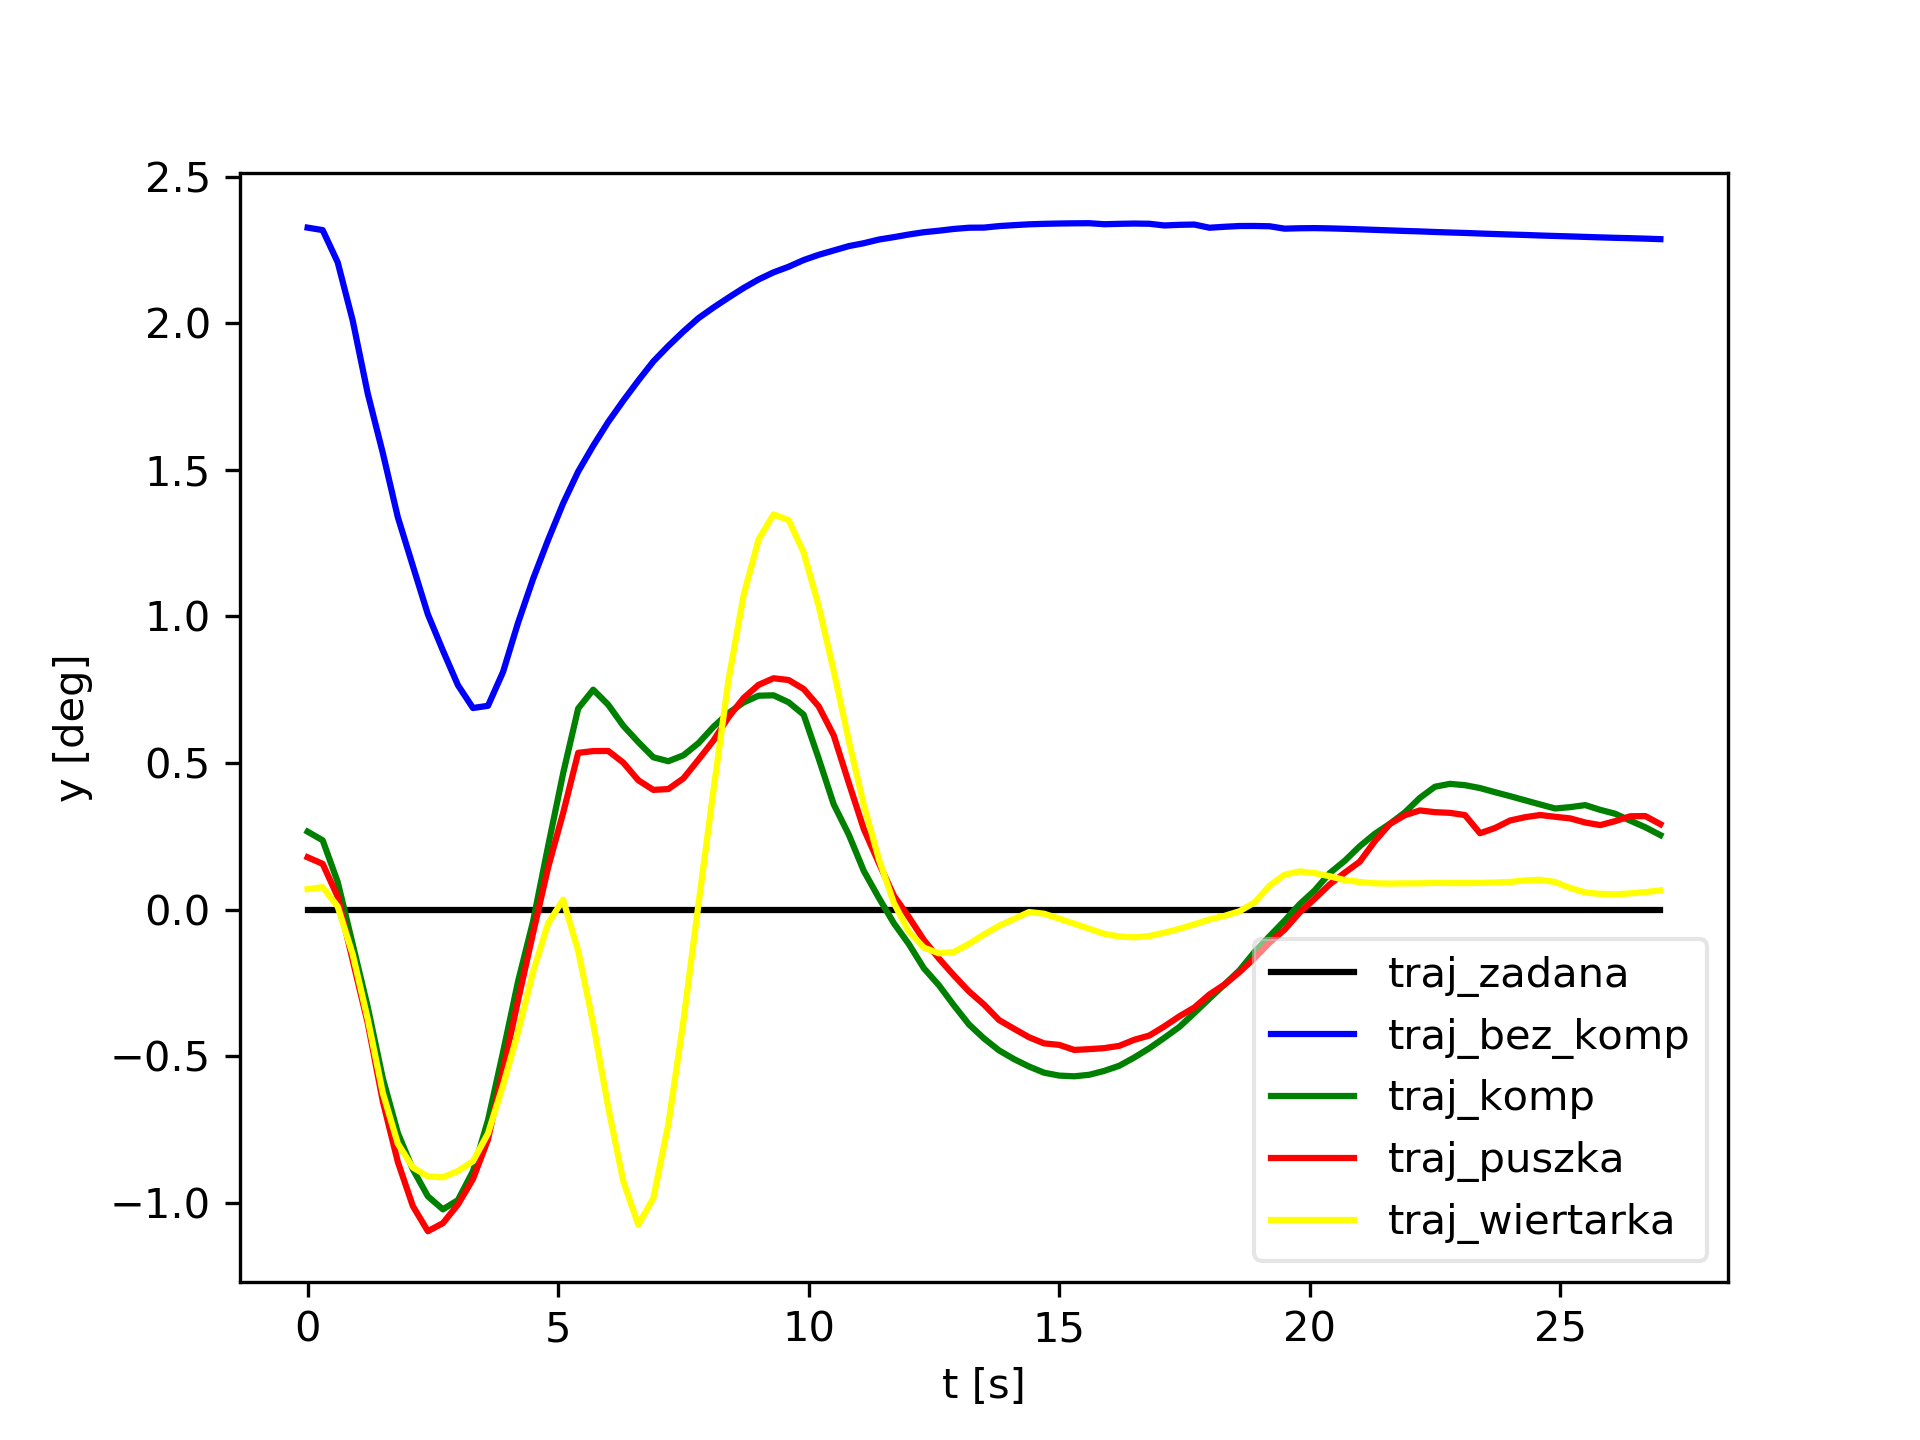 2.5
2.0
1.5
1.0
0.5
0.0
−0.5
−1.0
y [deg]
0 5 10 15 20 25
t [s]
traj_zadana
traj_bez_komp
traj_komp
traj_puszka
traj_wiertarka